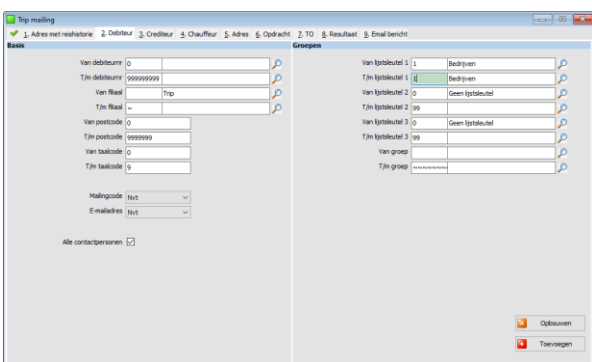 Trip mailing
1. Adres met reishistorie 2. Debiteur 3. Crediteur 4. Chauffeur 5. Adres 6. Opdracht 7. TO 8. Resultaat 9. Email bericht
Basis
Van debiteurnr 0
T/m debiteurnr 999999999
Van filiaal Trip
T/m filiaal ~~
Van postcode 0
T/m postcode 9999999
Van taalcode 0
T/m taalcode 9
Mailingcode Nvt
E-mailadres Nvt
Alle contactpersonen
Groepen
Van lijstsleutel 1 1 Bedrijven
T/m lijstsleutel 1 1 Bedrijven
Van lijstsleutel 2 0 Geen lijstsleutel
T/m lijstsleutel 2 99
Van lijstsleutel 3 0 Geen lijstsleutel
T/m lijstsleutel 3 99
Van groep
T/m groep ~~~~~~~~
Opbouwen
Toevoegen